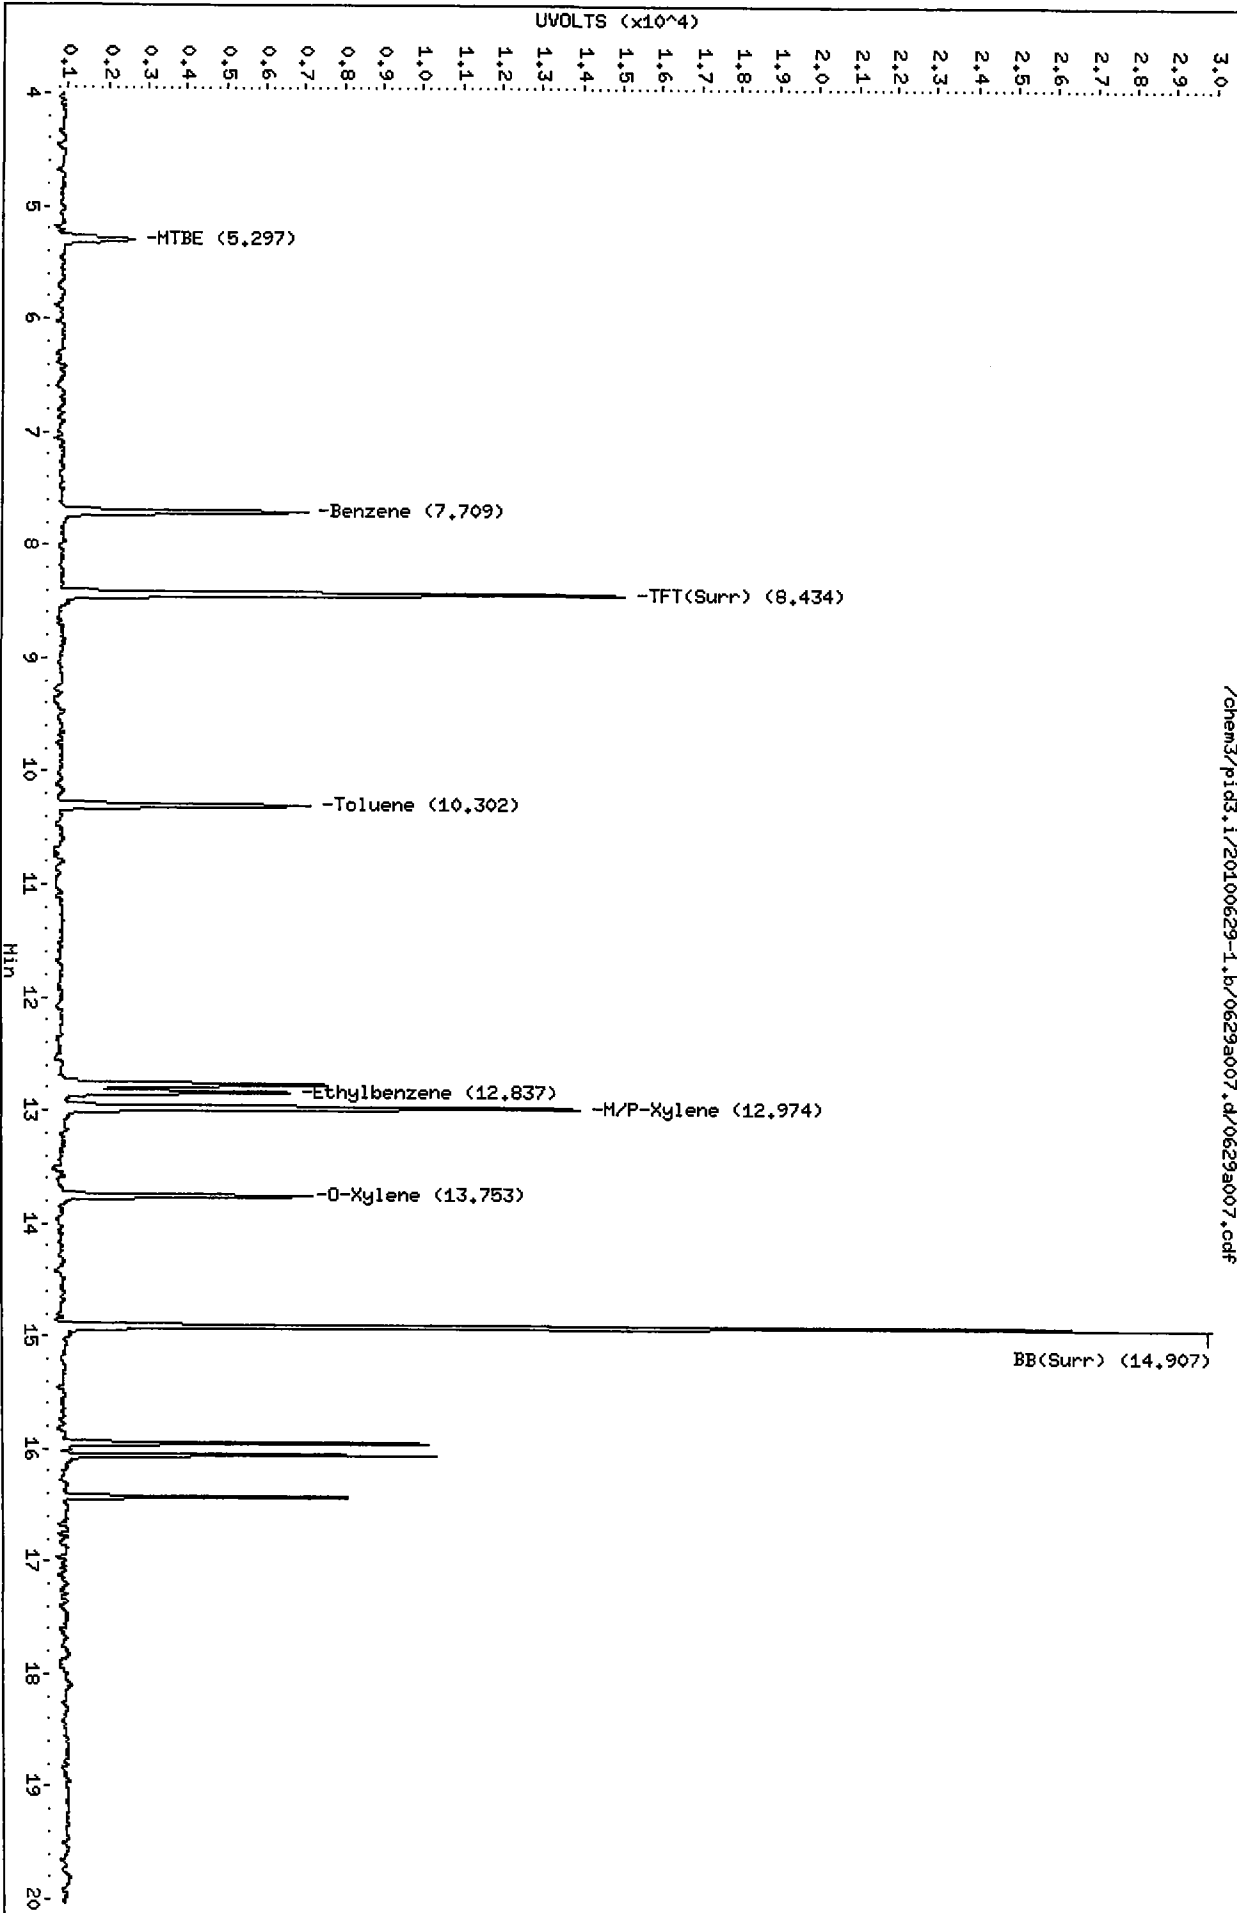 /chem3/pid3.i/20100629-1.b/0629a007.d/0629a007.cdf
UVOLTS (x10^4)
3.0
2.9
2.8
2.7
2.6
2.5
2.4
2.3
2.2
2.1
2.0
1.9
1.8
1.7
1.6
1.5
1.4
1.3
1.2
1.1
1.0
0.9
0.8
0.7
0.6
0.5
0.4
0.3
0.2
0.1
-MTBE (5.297)
-Benzene (7.709)
-TFT(Surr) (8.434)
-Toluene (10.302)
-Ethylbenzene (12.837)
-M/P-Xylene (12.974)
-O-Xylene (13.753)
BB(Surr) (14.907)
4 5 6 7 8 9 10 11 12 13 14 15 16 17 18 19 20
Min